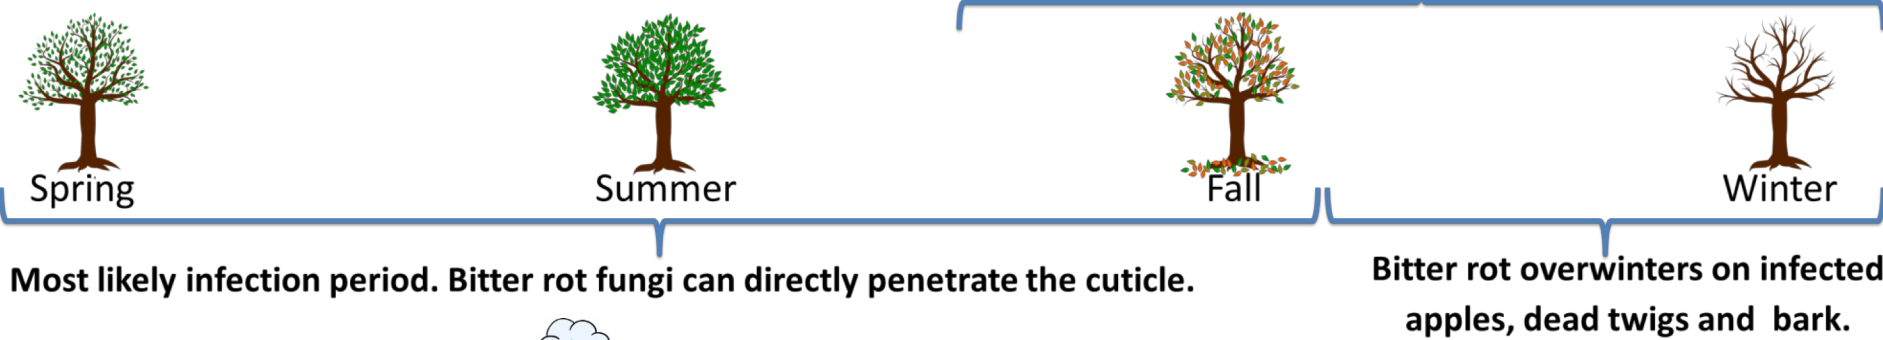 Spring
Summer
Fall
Winter
Most likely infection period. Bitter rot fungi can directly penetrate the cuticle.
Bitter rot overwinters on infected
apples, dead twigs and  bark.